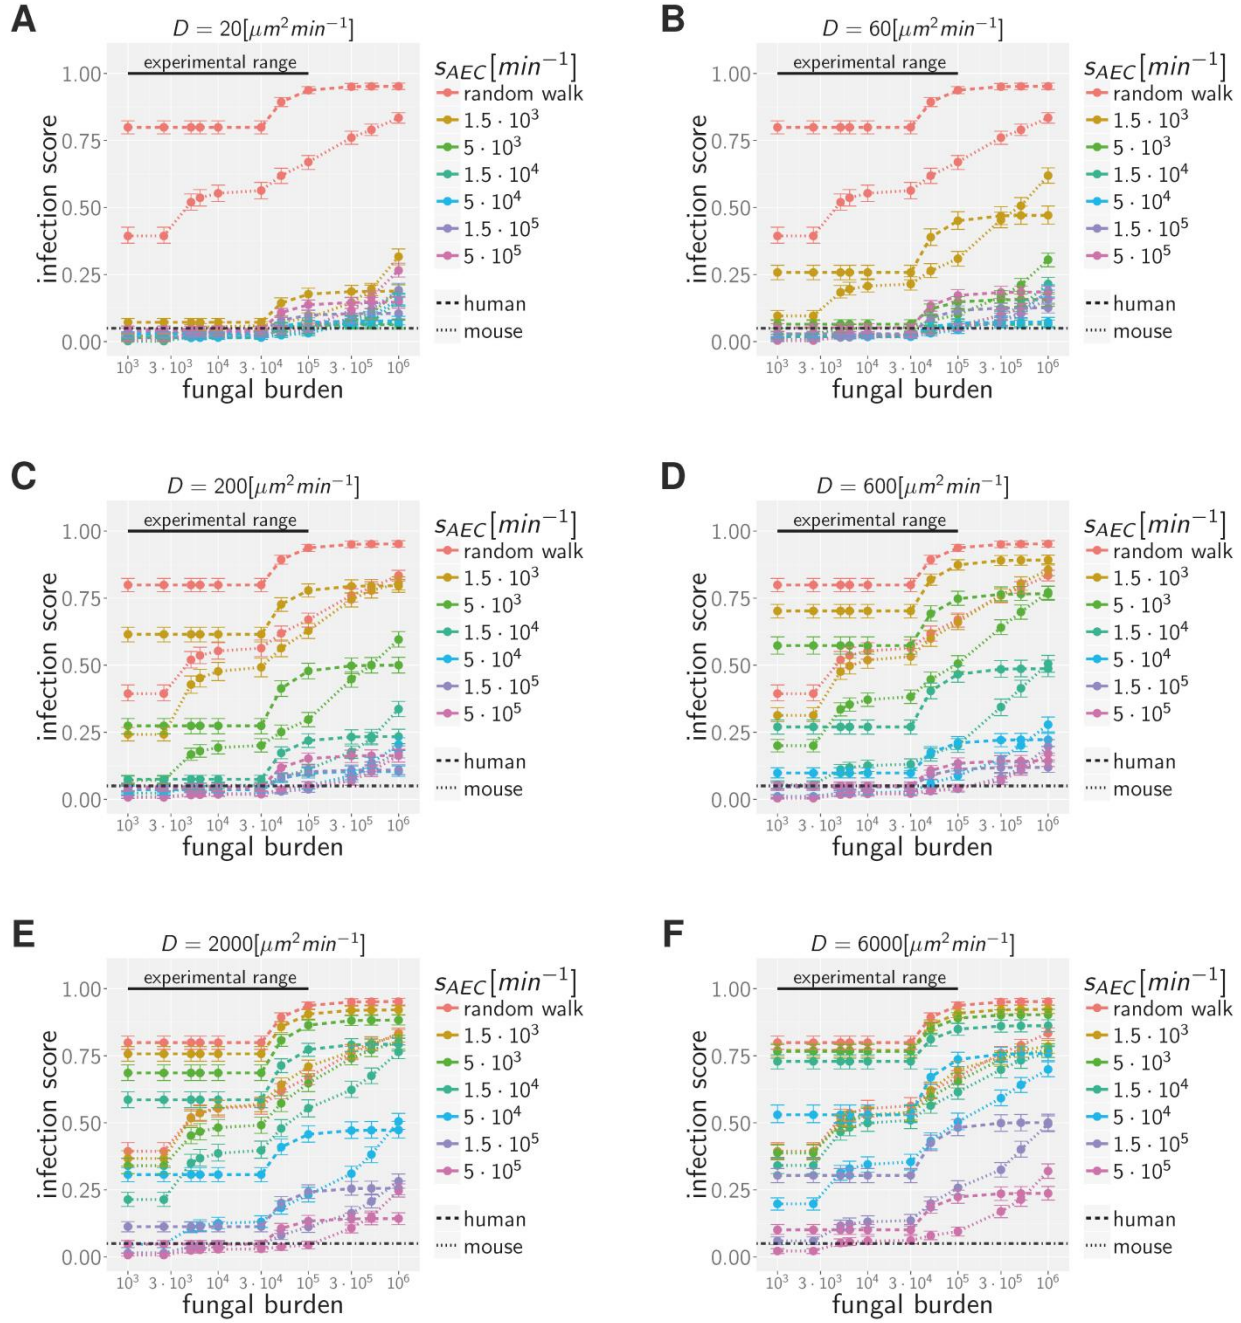 A
D = 20[μm²min⁻¹]
experimental range
infection score
1.00
0.75
0.50
0.25
0.00
10³ 3·10³ 10⁴ 3·10⁴ 10⁵ 3·10⁵ 10⁶
fungal burden
s_AEC[min⁻¹]
random walk
1.5·10³
5·10³
1.5·10⁴
5·10⁴
1.5·10⁵
5·10⁵
human
mouse
B
D = 60[μm²min⁻¹]
experimental range
infection score
1.00
0.75
0.50
0.25
0.00
10³ 3·10³ 10⁴ 3·10⁴ 10⁵ 3·10⁵ 10⁶
fungal burden
s_AEC[min⁻¹]
random walk
1.5·10³
5·10³
1.5·10⁴
5·10⁴
1.5·10⁵
5·10⁵
human
mouse
C
D = 200[μm²min⁻¹]
experimental range
infection score
1.00
0.75
0.50
0.25
0.00
10³ 3·10³ 10⁴ 3·10⁴ 10⁵ 3·10⁵ 10⁶
fungal burden
s_AEC[min⁻¹]
random walk
1.5·10³
5·10³
1.5·10⁴
5·10⁴
1.5·10⁵
5·10⁵
human
mouse
D
D = 600[μm²min⁻¹]
experimental range
infection score
1.00
0.75
0.50
0.25
0.00
10³ 3·10³ 10⁴ 3·10⁴ 10⁵ 3·10⁵ 10⁶
fungal burden
s_AEC[min⁻¹]
random walk
1.5·10³
5·10³
1.5·10⁴
5·10⁴
1.5·10⁵
5·10⁵
human
mouse
E
D = 2000[μm²min⁻¹]
experimental range
infection score
1.00
0.75
0.50
0.25
0.00
10³ 3·10³ 10⁴ 3·10⁴ 10⁵ 3·10⁵ 10⁶
fungal burden
s_AEC[min⁻¹]
random walk
1.5·10³
5·10³
1.5·10⁴
5·10⁴
1.5·10⁵
5·10⁵
human
mouse
F
D = 6000[μm²min⁻¹]
experimental range
infection score
1.00
0.75
0.50
0.25
0.00
10³ 3·10³ 10⁴ 3·10⁴ 10⁵ 3·10⁵ 10⁶
fungal burden
s_AEC[min⁻¹]
random walk
1.5·10³
5·10³
1.5·10⁴
5·10⁴
1.5·10⁵
5·10⁵
human
mouse